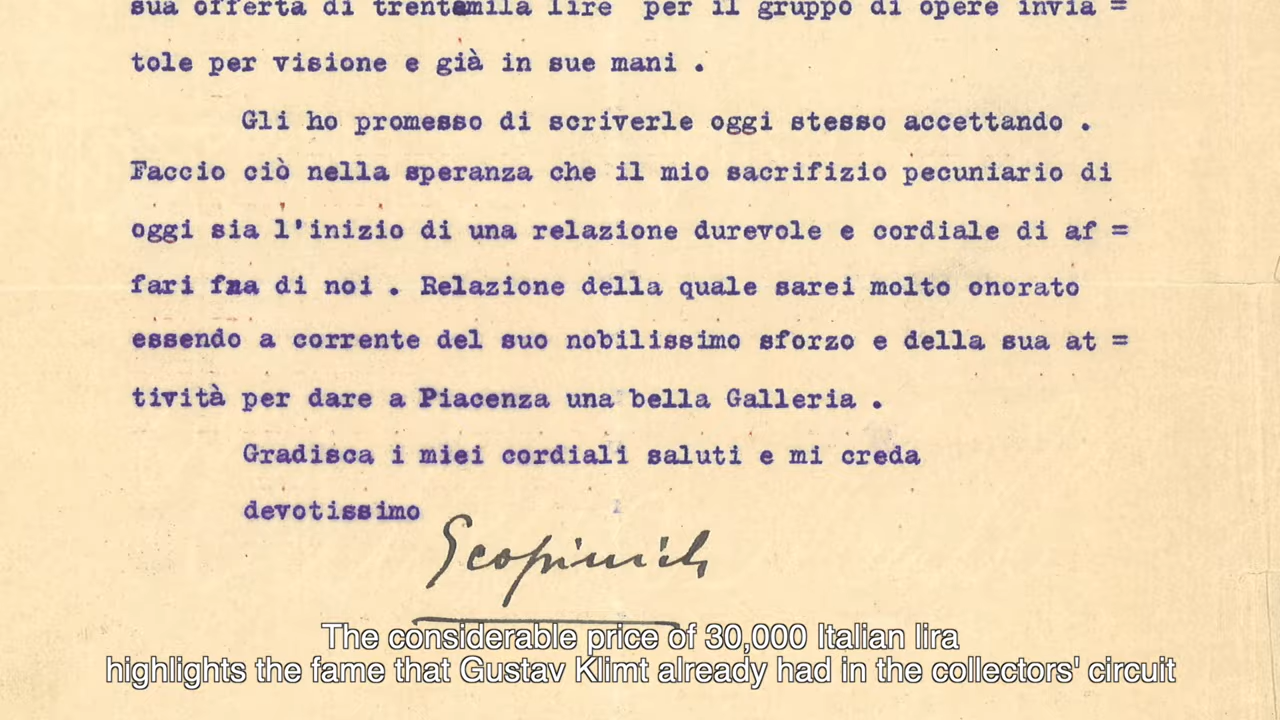 sua offerta di trentamila lire per il gruppo di opere invia =
tole per visione e già in sue mani .
Gli ho promesso di scriverle oggi stesso accettando .
Faccio ciò nella speranza che il mio sacrifizio pecuniario di
oggi sia l'inizio di una relazione durevole e cordiale di af =
fari fra di noi . Relazione della quale sarei molto onorato
essendo a corrente del suo nobilissimo sforzo e della sua at =
tività per dare a Piacenza una bella Galleria .
Gradisca i miei cordiali saluti e mi creda
devotissimo
Scopinich
The considerable price of 30,000 Italian lira
highlights the fame that Gustav Klimt already had in the collectors' circuit